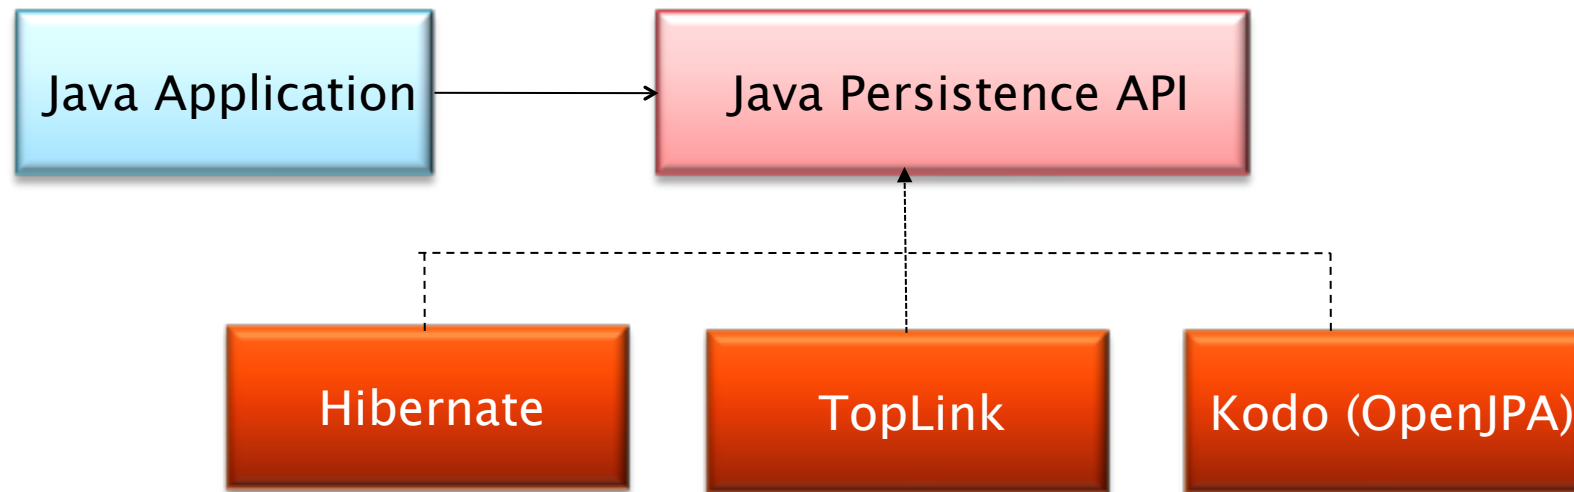 Java Application
Java Persistence API
Hibernate
TopLink
Kodo (OpenJPA)